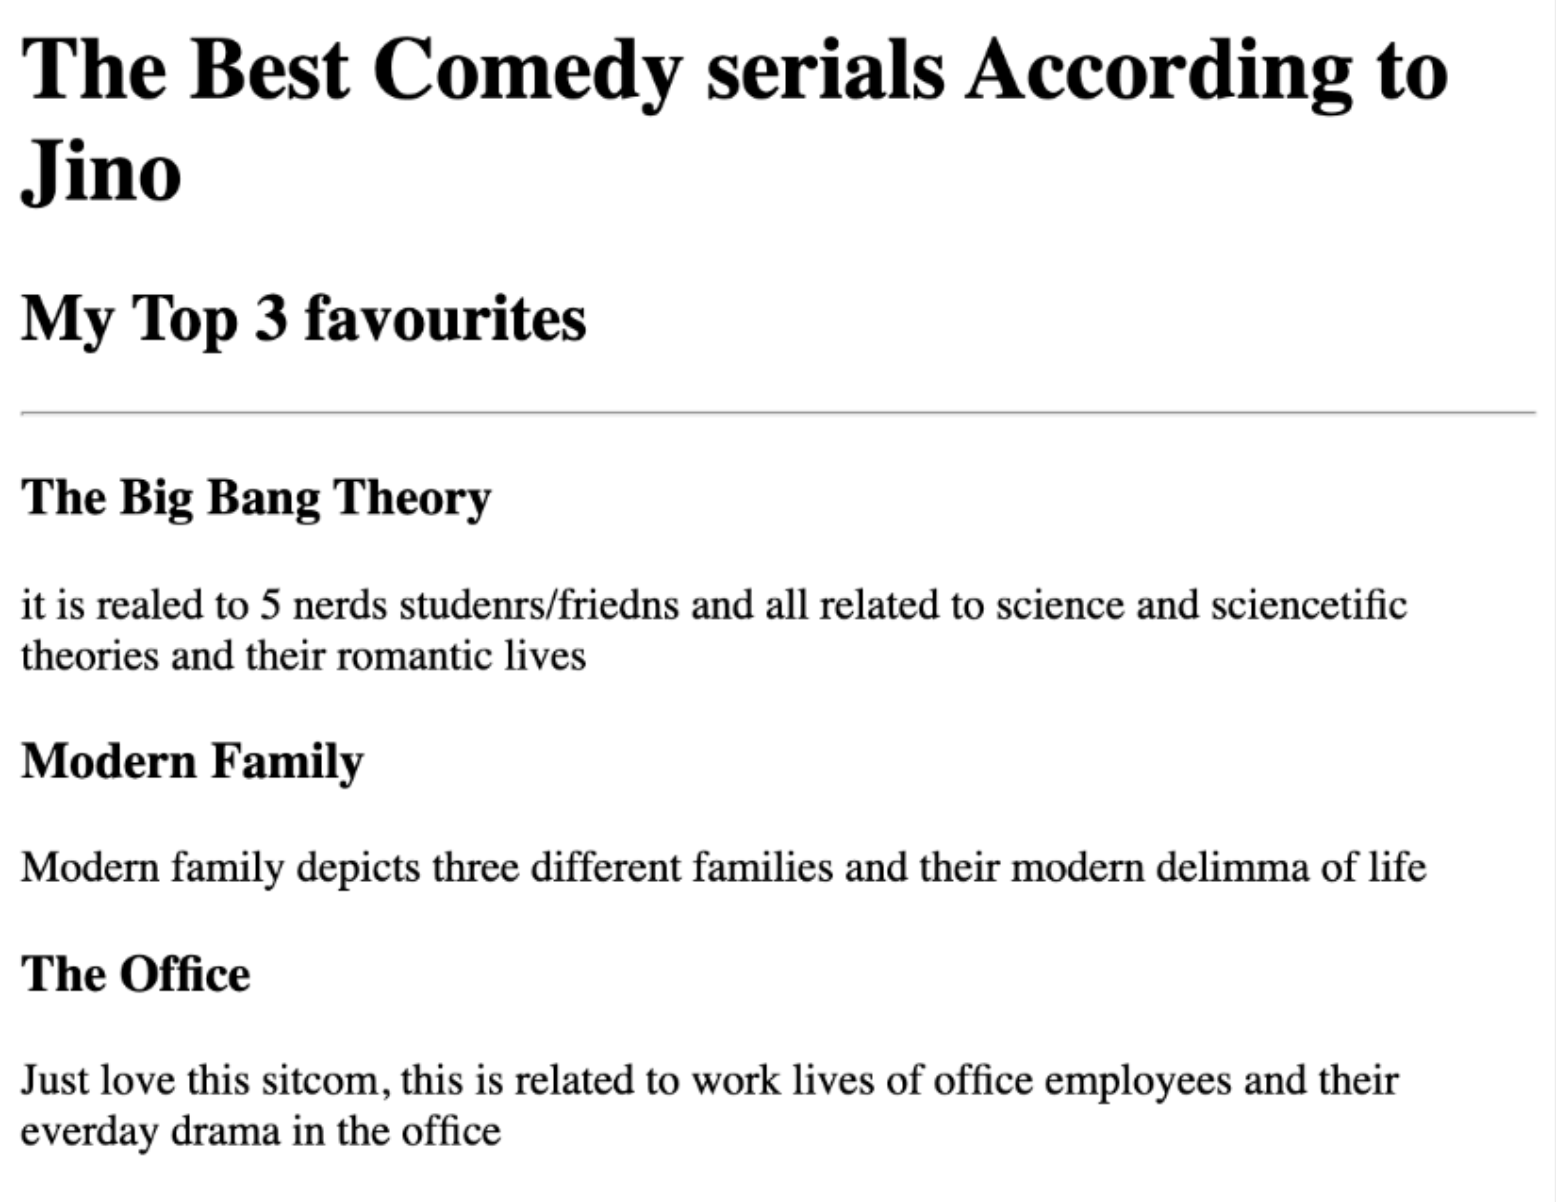 The Best Comedy serials According to
Jino
My Top 3 favourites
The Big Bang Theory
it is realed to 5 nerds studenrs/friedns and all related to science and sciencetific
theories and their romantic lives
Modern Family
Modern family depicts three different families and their modern delimma of life
The Office
Just love this sitcom, this is related to work lives of office employees and their
everday drama in the office